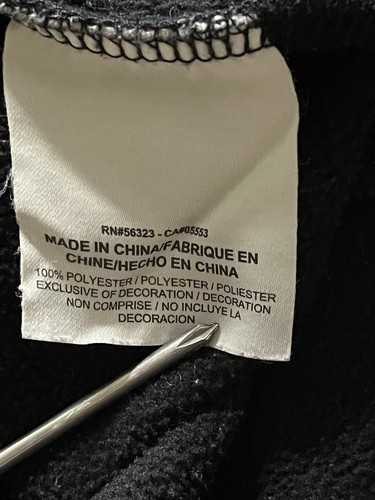 RN#56323 - CA#05553
MADE IN CHINA/FABRIQUE EN
CHINE/HECHO EN CHINA
100% POLYESTER / POLYESTER / POLIESTER
EXCLUSIVE OF DECORATION / DECORATION
NON COMPRISE / NO INCLUYE LA
DECORACION